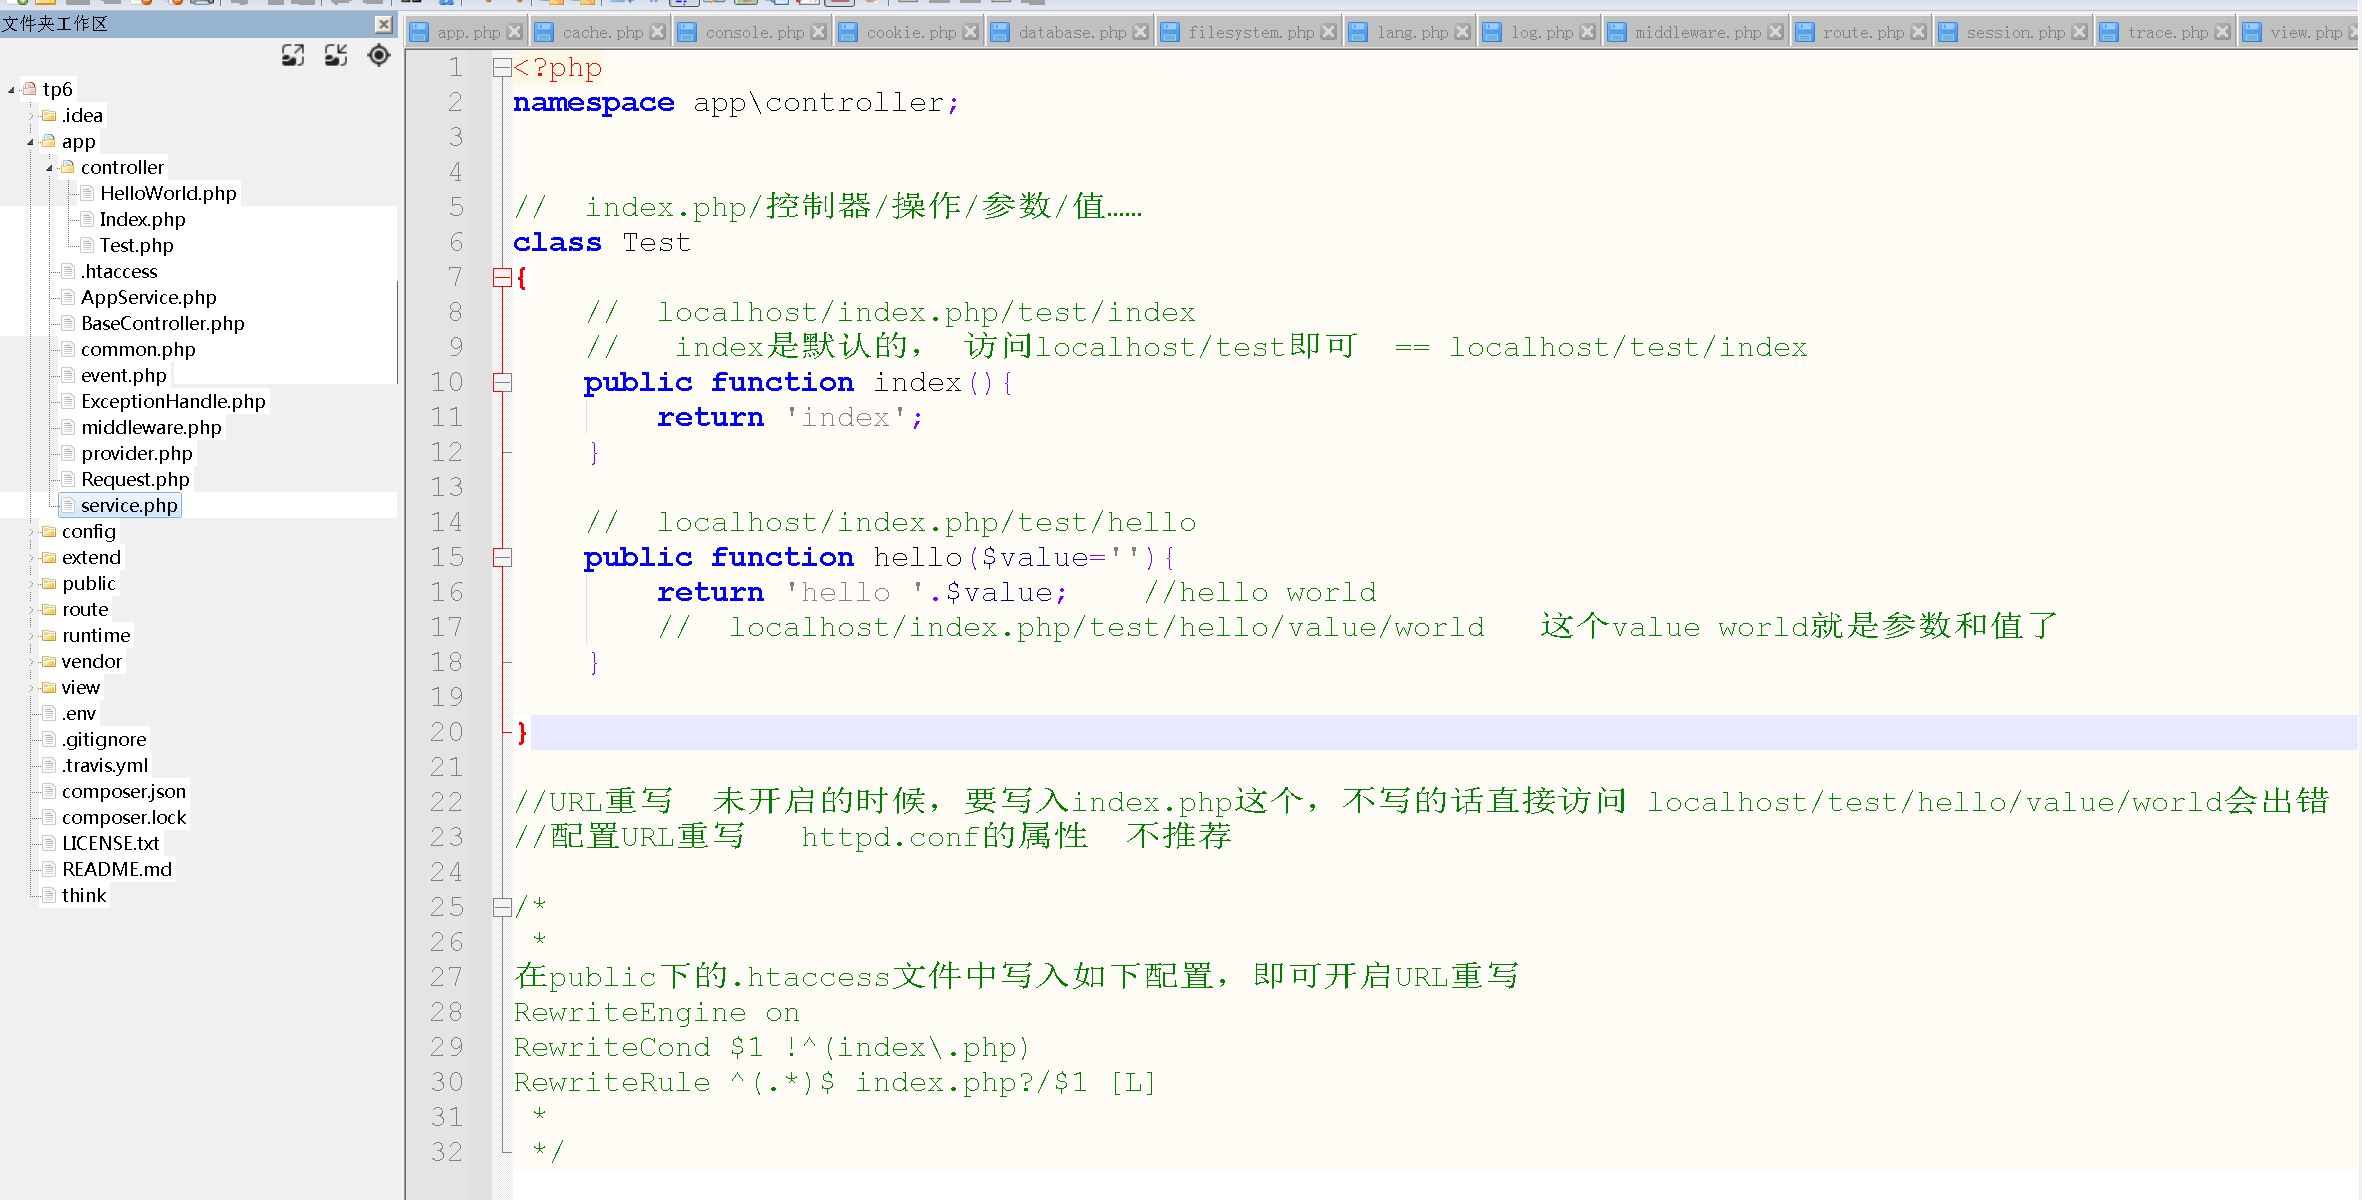 文件夹工作区
app.php cache.php console.php cookie.php database.php filesystem.php lang.php log.php middleware.php route.php session.php trace.php view.php
tp6
.idea
app
controller
HelloWorld.php
Index.php
Test.php
.htaccess
AppService.php
BaseController.php
common.php
event.php
ExceptionHandle.php
middleware.php
provider.php
Request.php
service.php
config
extend
public
route
runtime
vendor
view
.env
.gitignore
.travis.yml
composer.json
composer.lock
LICENSE.txt
README.md
think
1 <?php
2 namespace app\controller;
3
4
5 //  index.php/控制器/操作/参数/值……
6 class Test
7 {
8     //  localhost/index.php/test/index
9     //   index是默认的， 访问localhost/test即可  == localhost/test/index
10     public function index(){
11         return 'index';
12     }
13
14     //  localhost/index.php/test/hello
15     public function hello($value=''){
16         return 'hello '.$value;    //hello world
17         //  localhost/index.php/test/hello/value/world   这个value world就是参数和值了
18     }
19
20 }
21
22 //URL重写  未开启的时候，要写入index.php这个，不写的话直接访问 localhost/test/hello/value/world会出错
23 //配置URL重写   httpd.conf的属性  不推荐
24
25 /*
26  *
27 在public下的.htaccess文件中写入如下配置，即可开启URL重写
28 RewriteEngine on
29 RewriteCond $1 !^(index\.php)
30 RewriteRule ^(.*)$ index.php?/$1 [L]
31  *
32  */